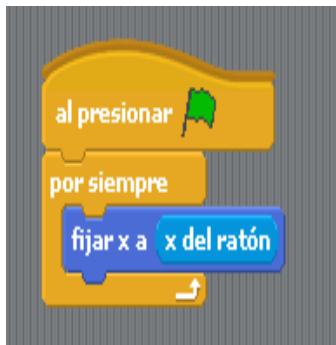 al presionar
por siempre
fijar x a x del ratón